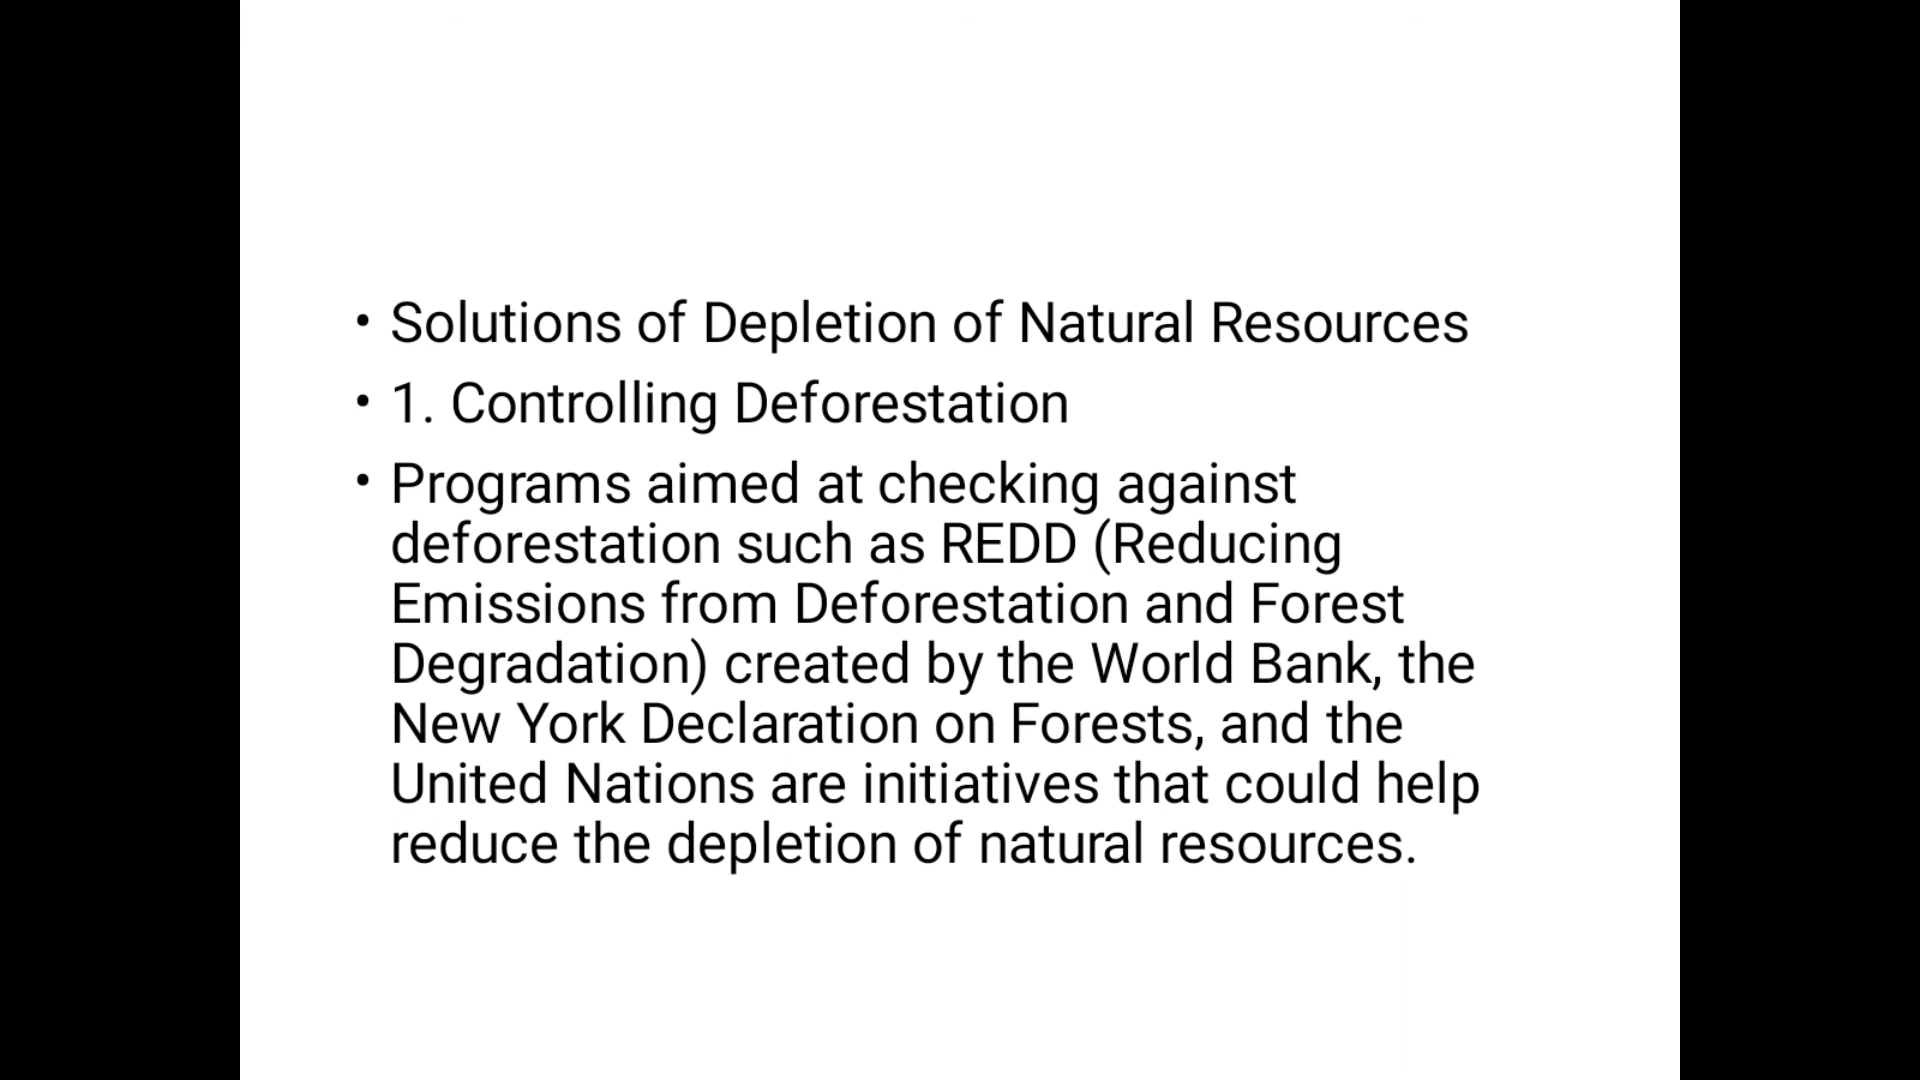 • Solutions of Depletion of Natural Resources
• 1. Controlling Deforestation
• Programs aimed at checking against
deforestation such as REDD (Reducing
Emissions from Deforestation and Forest
Degradation) created by the World Bank, the
New York Declaration on Forests, and the
United Nations are initiatives that could help
reduce the depletion of natural resources.